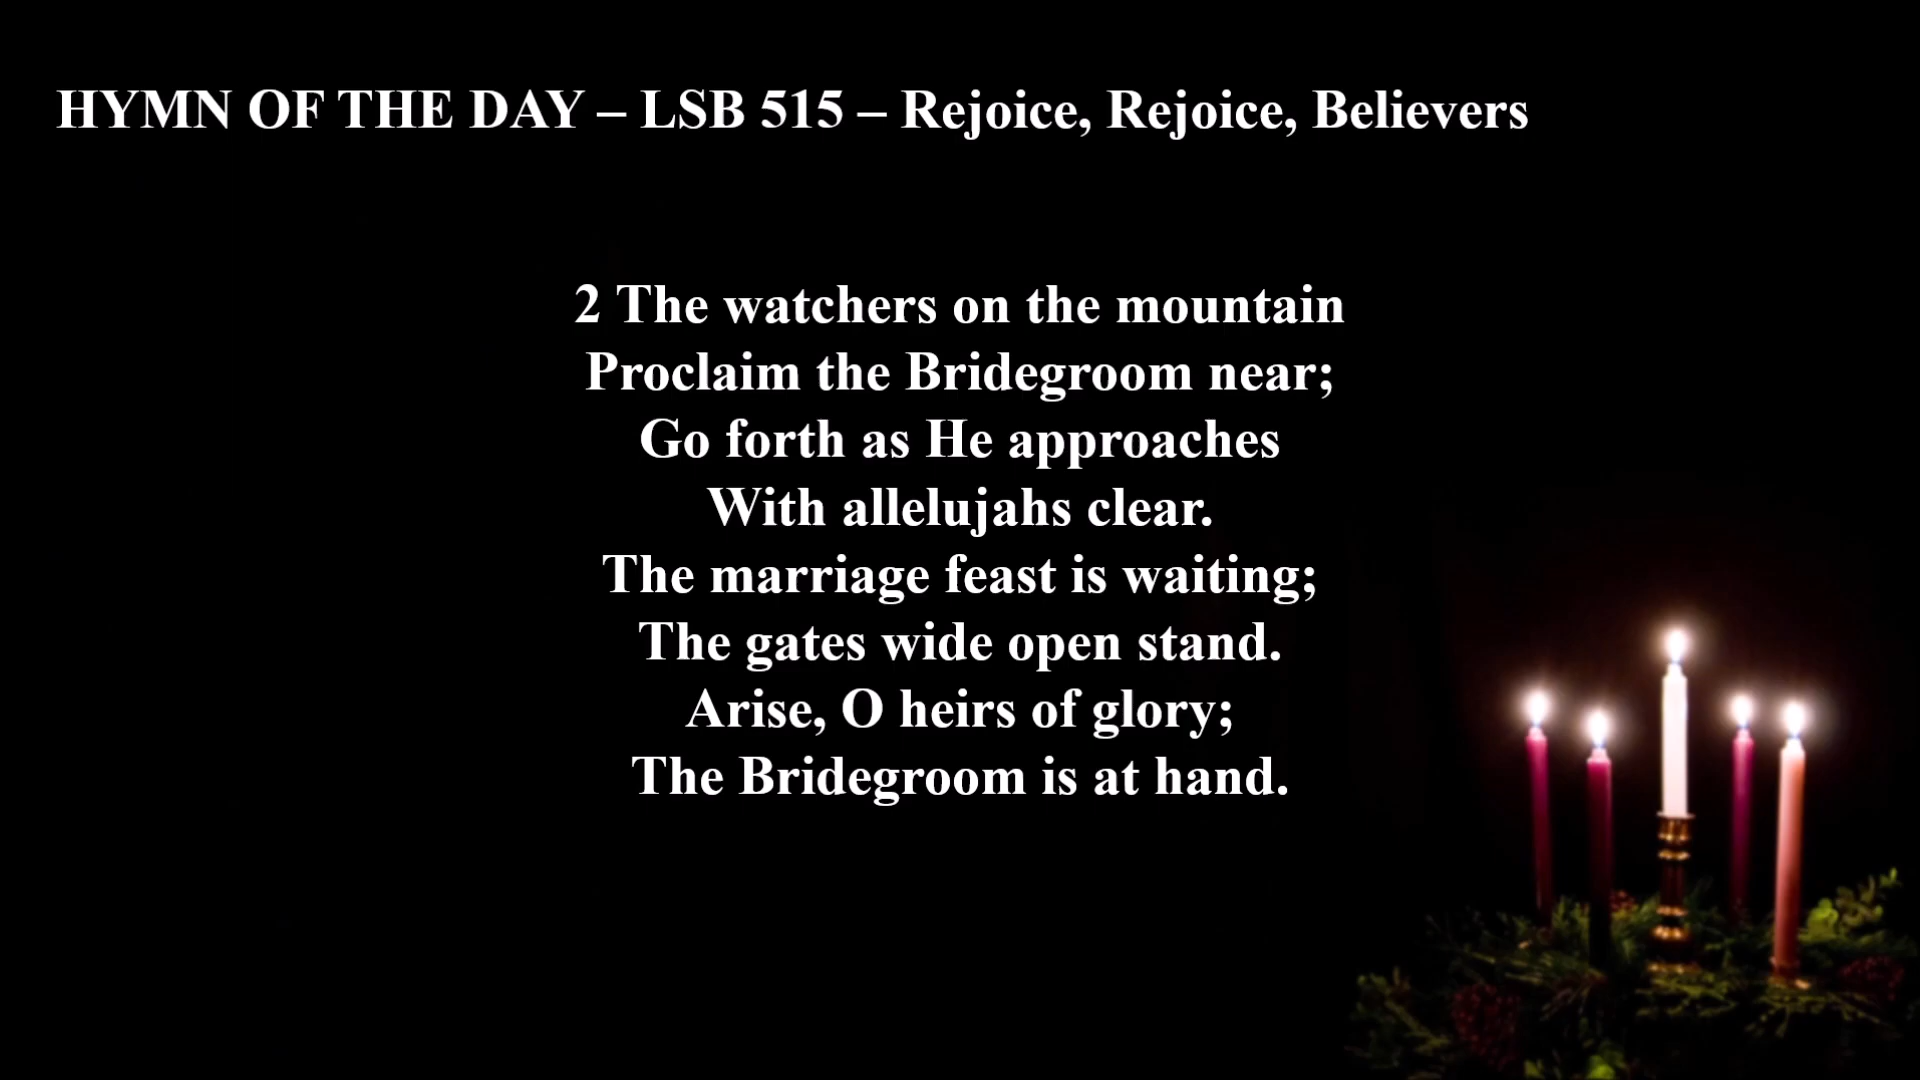 HYMN OF THE DAY – LSB 515 – Rejoice, Rejoice, Believers
2 The watchers on the mountain
Proclaim the Bridegroom near;
Go forth as He approaches
With allelujahs clear.
The marriage feast is waiting;
The gates wide open stand.
Arise, O heirs of glory;
The Bridegroom is at hand.